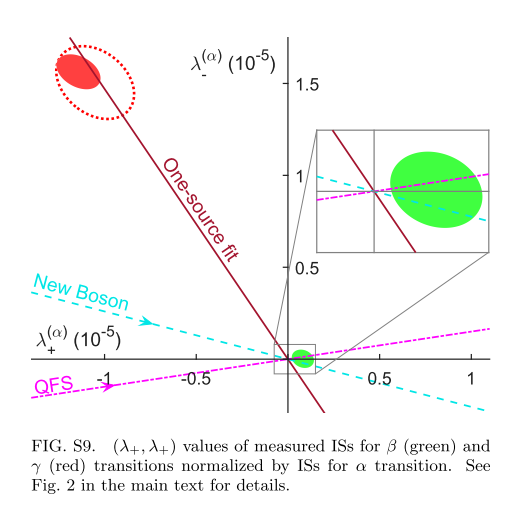 λ₋⁽ᵅ⁾ (10⁻⁵)
1.5
1
One-source fit
0.5
New Boson
λ₊⁽ᵅ⁾ (10⁻⁵)
QFS
-1
-0.5
0.5
1
FIG. S9. (λ₊, λ₊) values of measured ISs for β (green) and
γ (red) transitions normalized by ISs for α transition. See
Fig. 2 in the main text for details.